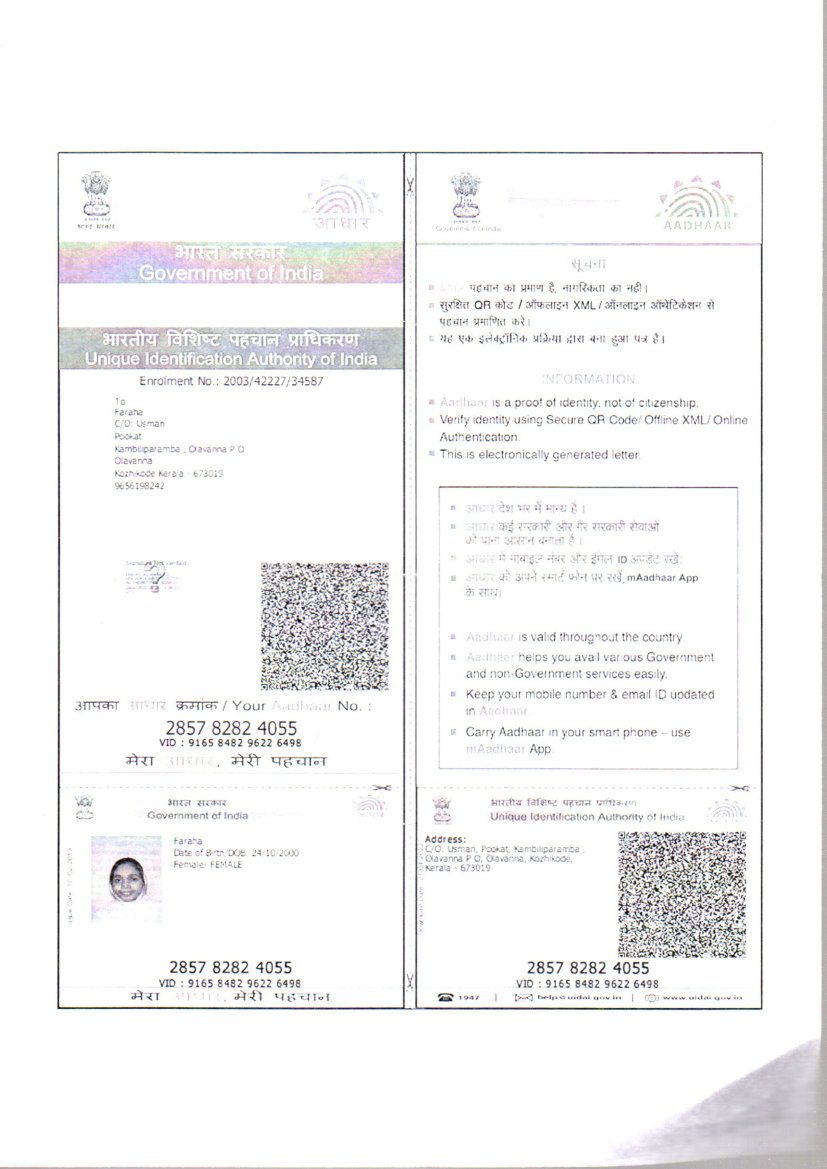 भारत सरकार
आधार
भारत सरकार
Government of India
भारतीय विशिष्ट पहचान प्राधिकरण
Unique Identification Authority of India
Enrolment No.: 2003/42227/34587
To
Faraha
C/O: Usman
Pookat
Kambiliparamba , Olavanna P O
Olavanna
Kozhikode Kerala - 673019
9656198242
आपका आधार क्रमांक / Your Aadhaar No. :
2857 8282 4055
VID : 9165 8482 9622 6498
मेरा आधार, मेरी पहचान
भारत सरकार
Government of India
Faraha
Date of Birth/DOB: 24/10/2000
Female/ FEMALE
2857 8282 4055
VID : 9165 8482 9622 6498
मेरा आधार, मेरी पहचान
Government of India
AADHAAR
सूचना
पहचान का प्रमाण है, नागरिकता का नहीं।
सुरक्षित QR कोड / ऑफलाइन XML / ऑनलाइन ऑथेंटिकेशन से
पहचान प्रमाणित करें।
यह एक इलेक्ट्रॉनिक प्रक्रिया द्वारा बना हुआ पत्र है।
INFORMATION
Aadhaar is a proof of identity, not of citizenship.
Verify identity using Secure QR Code/ Offline XML/ Online
Authentication.
This is electronically generated letter.
आधार देश भर में मान्य है।
आधार कई सरकारी और गैर सरकारी सेवाओं
को पाना आसान बनाता है।
आधार में मोबाइल नंबर और ईमेल ID अपडेट रखें
आधार को अपने स्मार्ट फोन पर रखें, mAadhaar App
के साथ।
Aadhaar is valid throughout the country
Aadhaar helps you avail various Government
and non-Government services easily.
Keep your mobile number & email ID updated
in Aadhaar
Carry Aadhaar in your smart phone – use
mAadhaar App.
भारतीय विशिष्ट पहचान प्राधिकरण
Unique Identification Authority of India
Address:
C/O: Usman, Pookat, Kambiliparamba ,
Olavanna P O, Olavanna, Kozhikode,
Kerala - 673019
2857 8282 4055
VID : 9165 8482 9622 6498
1947 | help@uidai.gov.in | www.uidai.gov.in